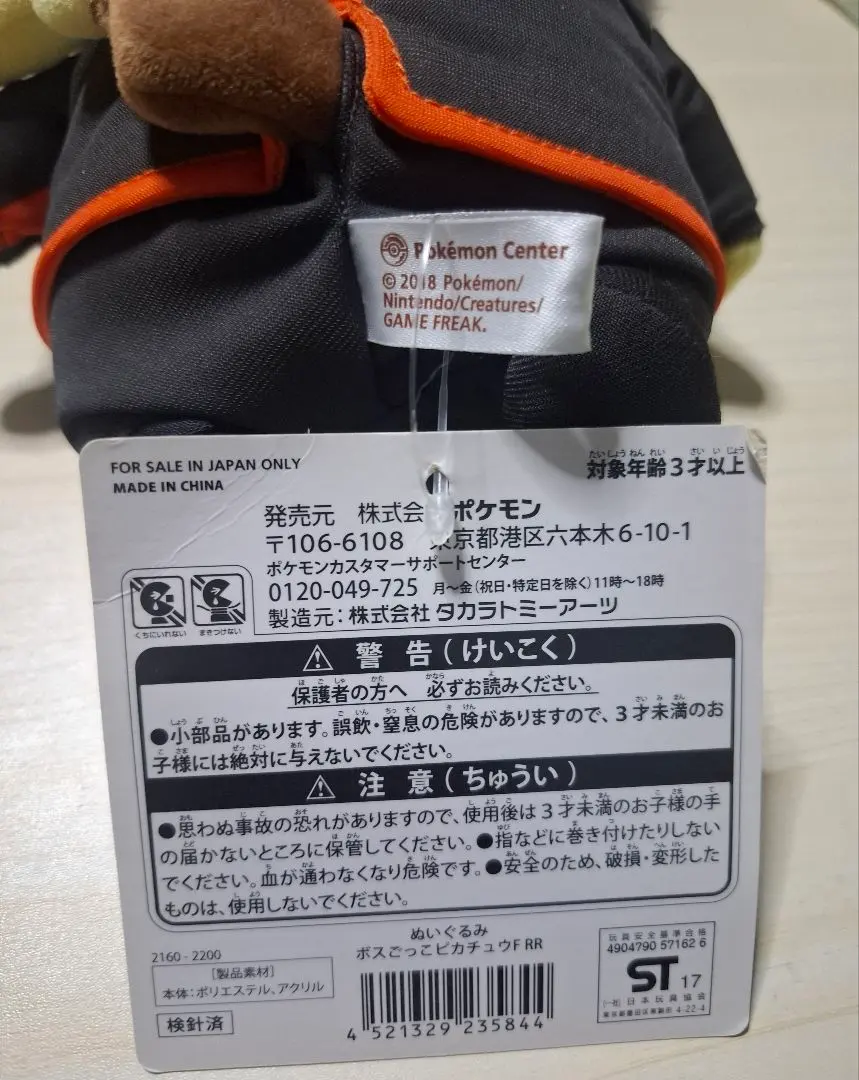 Pokémon Center
© 2018 Pokémon/
Nintendo/Creatures/
GAME FREAK.
FOR SALE IN JAPAN ONLY
MADE IN CHINA
対象年齢3才以上
発売元 株式会 ポケモン
〒106-6108 東京都港区六本木6-10-1
ポケモンカスタマーサポートセンター
0120-049-725 月～金(祝日・特定日を除く)11時～18時
製造元:株式会社 タカラトミーアーツ
くちにいれない まきつけない
警 告(けいこく)
保護者の方へ 必ずお読みください。
●小部品があります。誤飲・窒息の危険がありますので、3才未満のお
子様には絶対に与えないでください。
注 意(ちゅうい)
●思わぬ事故の恐れがありますので、使用後は3才未満のお子様の手
の届かないところに保管してください。●指などに巻き付けたりしない
でください。血が通わなくなり危険です。●安全のため、破損・変形した
ものは、使用しないでください。
2160-2200
[製品素材]
本体:ポリエステル、アクリル
検針済
ぬいぐるみ
ボスごっこピカチュウF RR
4 521329 235844
玩具安全基準合格
4904790 57162 6
ST 17
(一社)日本玩具協会
東京都墨田区東駒形 4-22-4